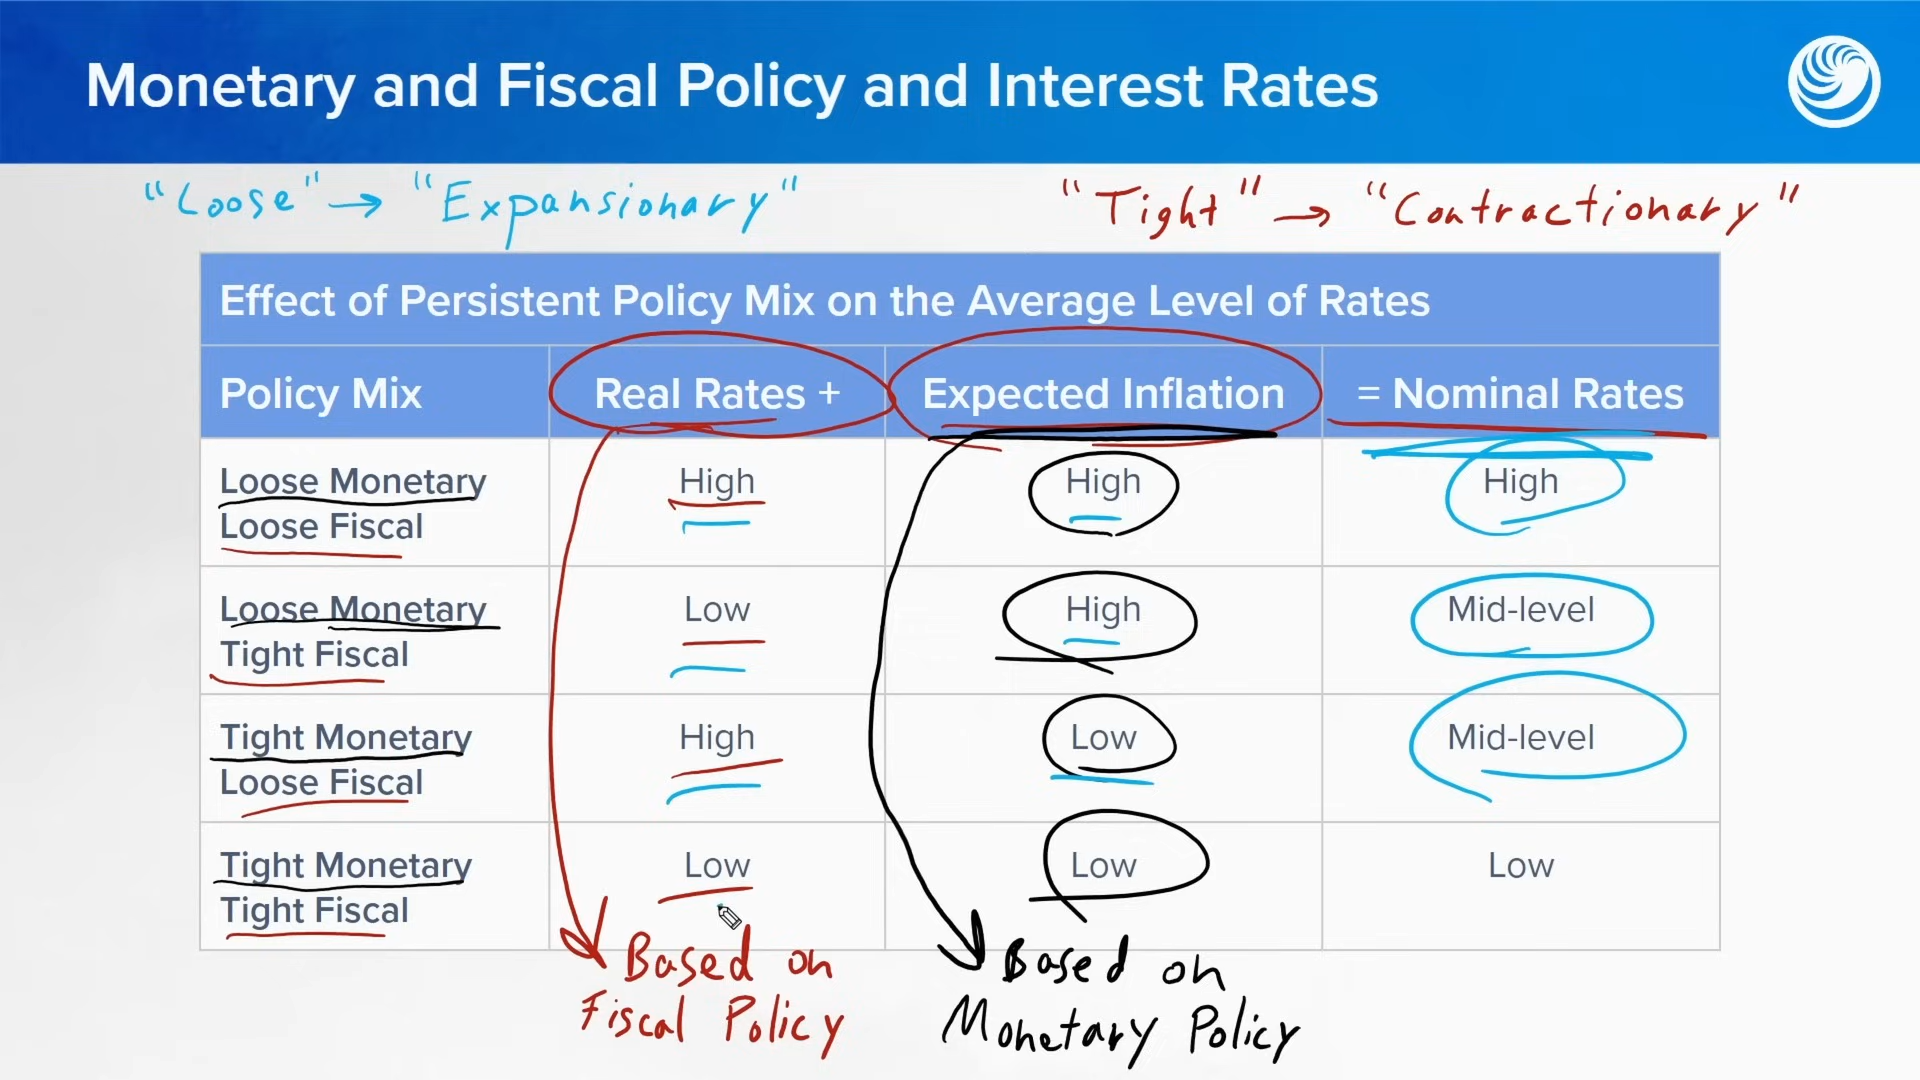 Monetary and Fiscal Policy and Interest Rates
"Loose" → "Expansionary" "Tight" → "Contractionary"
Effect of Persistent Policy Mix on the Average Level of Rates
Policy Mix Real Rates + Expected Inflation = Nominal Rates
Loose Monetary High High High
Loose Fiscal
Loose Monetary Low High Mid-level
Tight Fiscal
Tight Monetary High Low Mid-level
Loose Fiscal
Tight Monetary Low Low Low
Tight Fiscal
Based on
Fiscal Policy
Based on
Monetary Policy